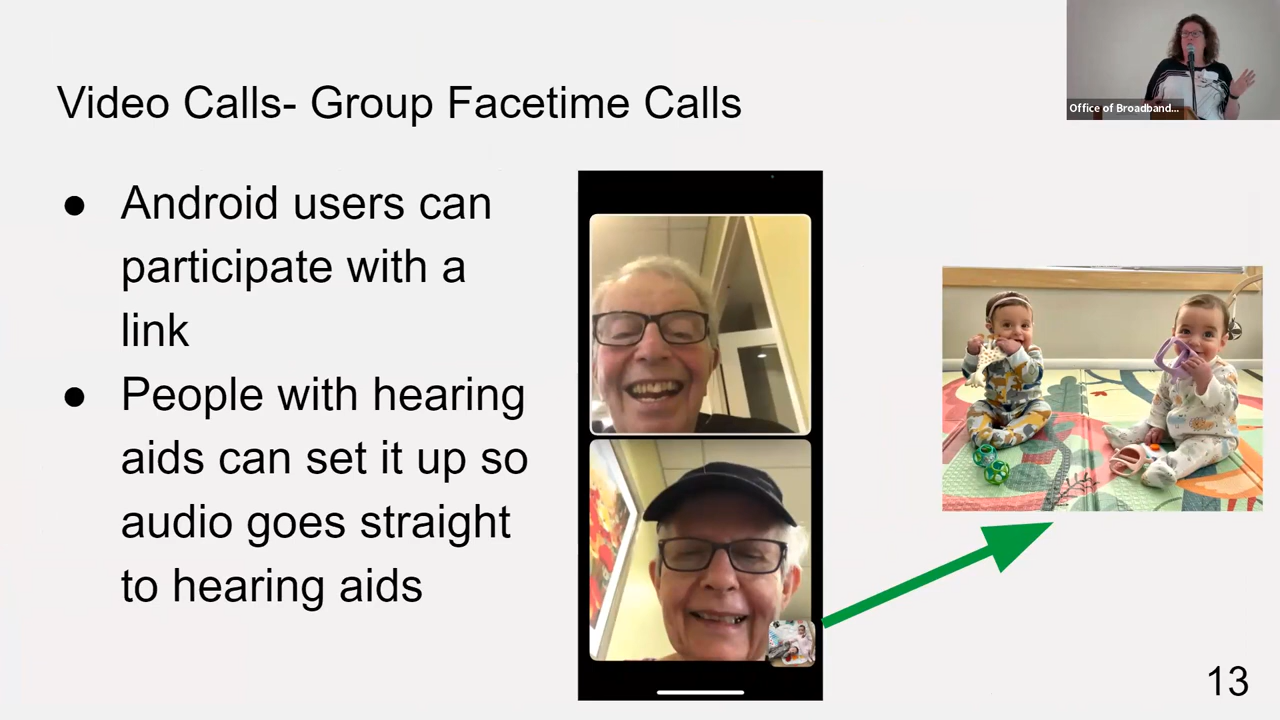 Video Calls- Group Facetime Calls
Office of Broadband...
● Android users can
participate with a
link
● People with hearing
aids can set it up so
audio goes straight
to hearing aids
13